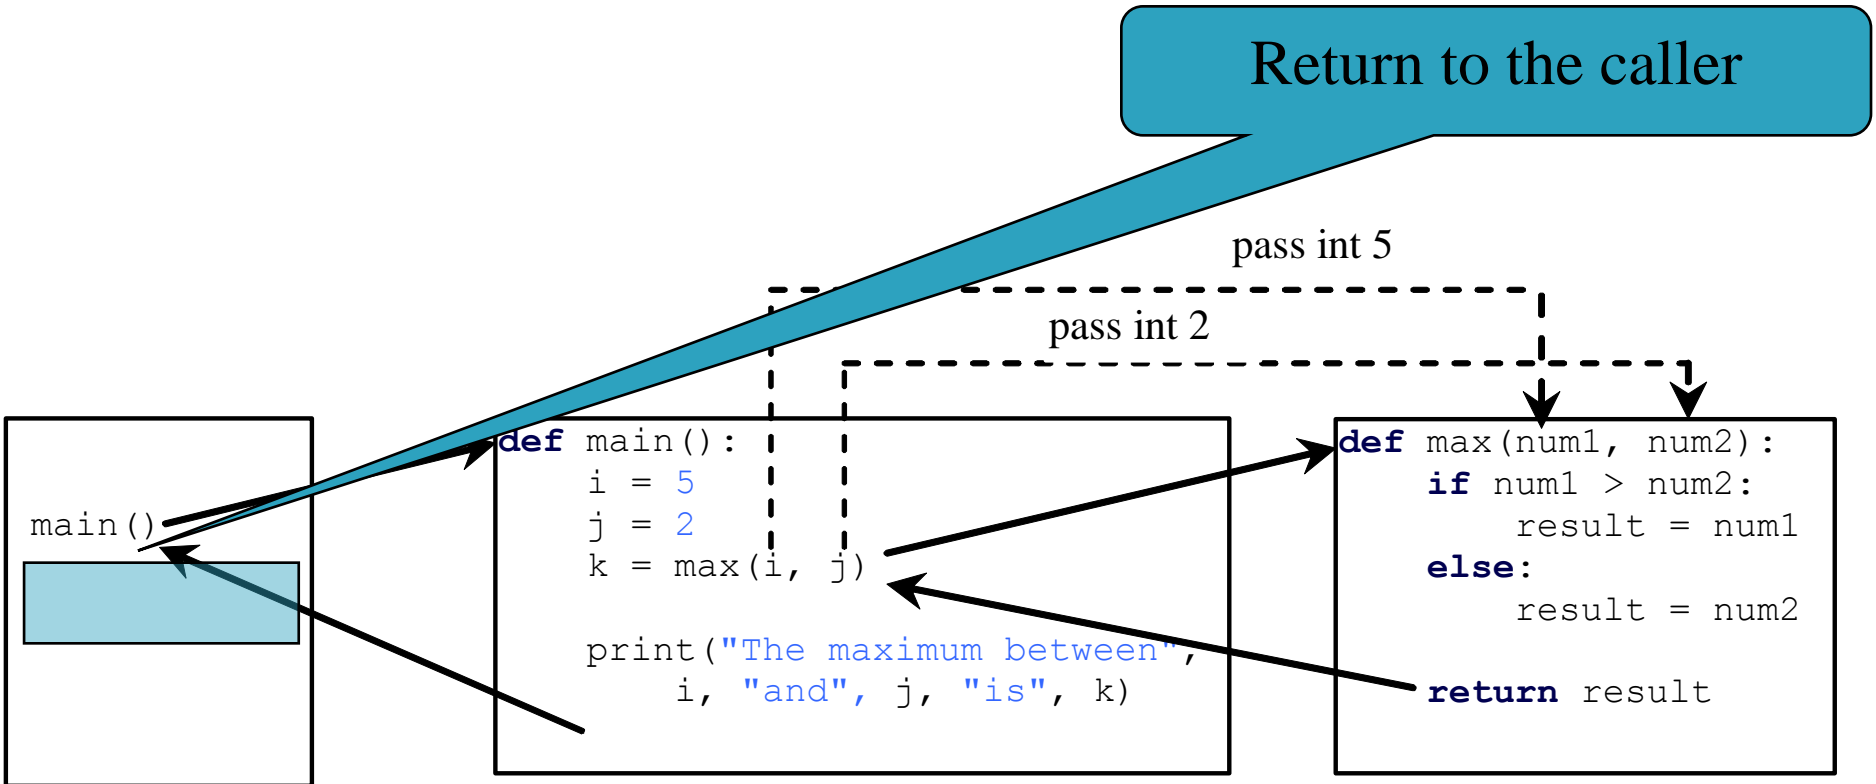 Return to the caller
pass int 5
pass int 2
main()
def main():
    i = 5
    j = 2
    k = max(i, j)
    print("The maximum between",
        i, "and", j, "is", k)
def max(num1, num2):
    if num1 > num2:
        result = num1
    else:
        result = num2
    return result